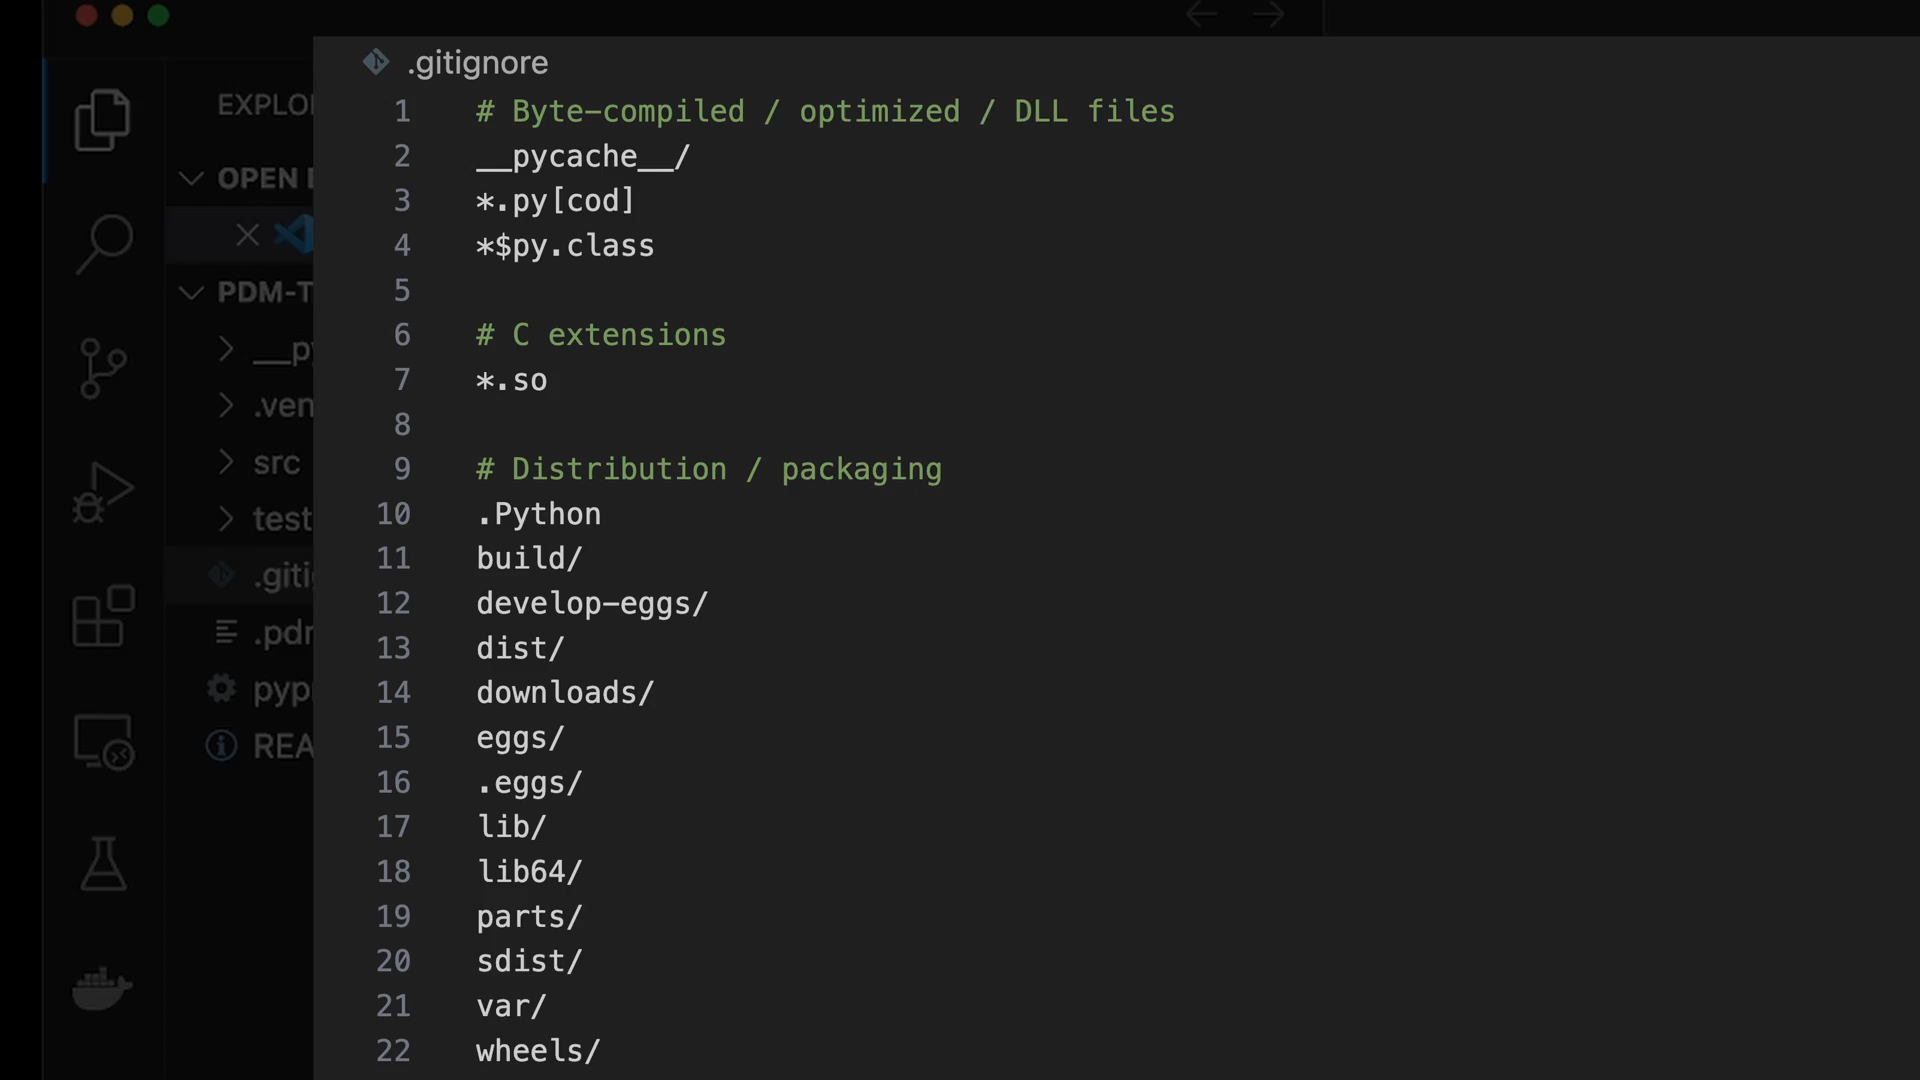 EXPLO
OPEN
PDM-T
__py
.ven
src
test
.giti
.pdm
pyp
REA
.gitignore
1 # Byte-compiled / optimized / DLL files
2 __pycache__/
3 *.py[cod]
4 *$py.class
5
6 # C extensions
7 *.so
8
9 # Distribution / packaging
10 .Python
11 build/
12 develop-eggs/
13 dist/
14 downloads/
15 eggs/
16 .eggs/
17 lib/
18 lib64/
19 parts/
20 sdist/
21 var/
22 wheels/